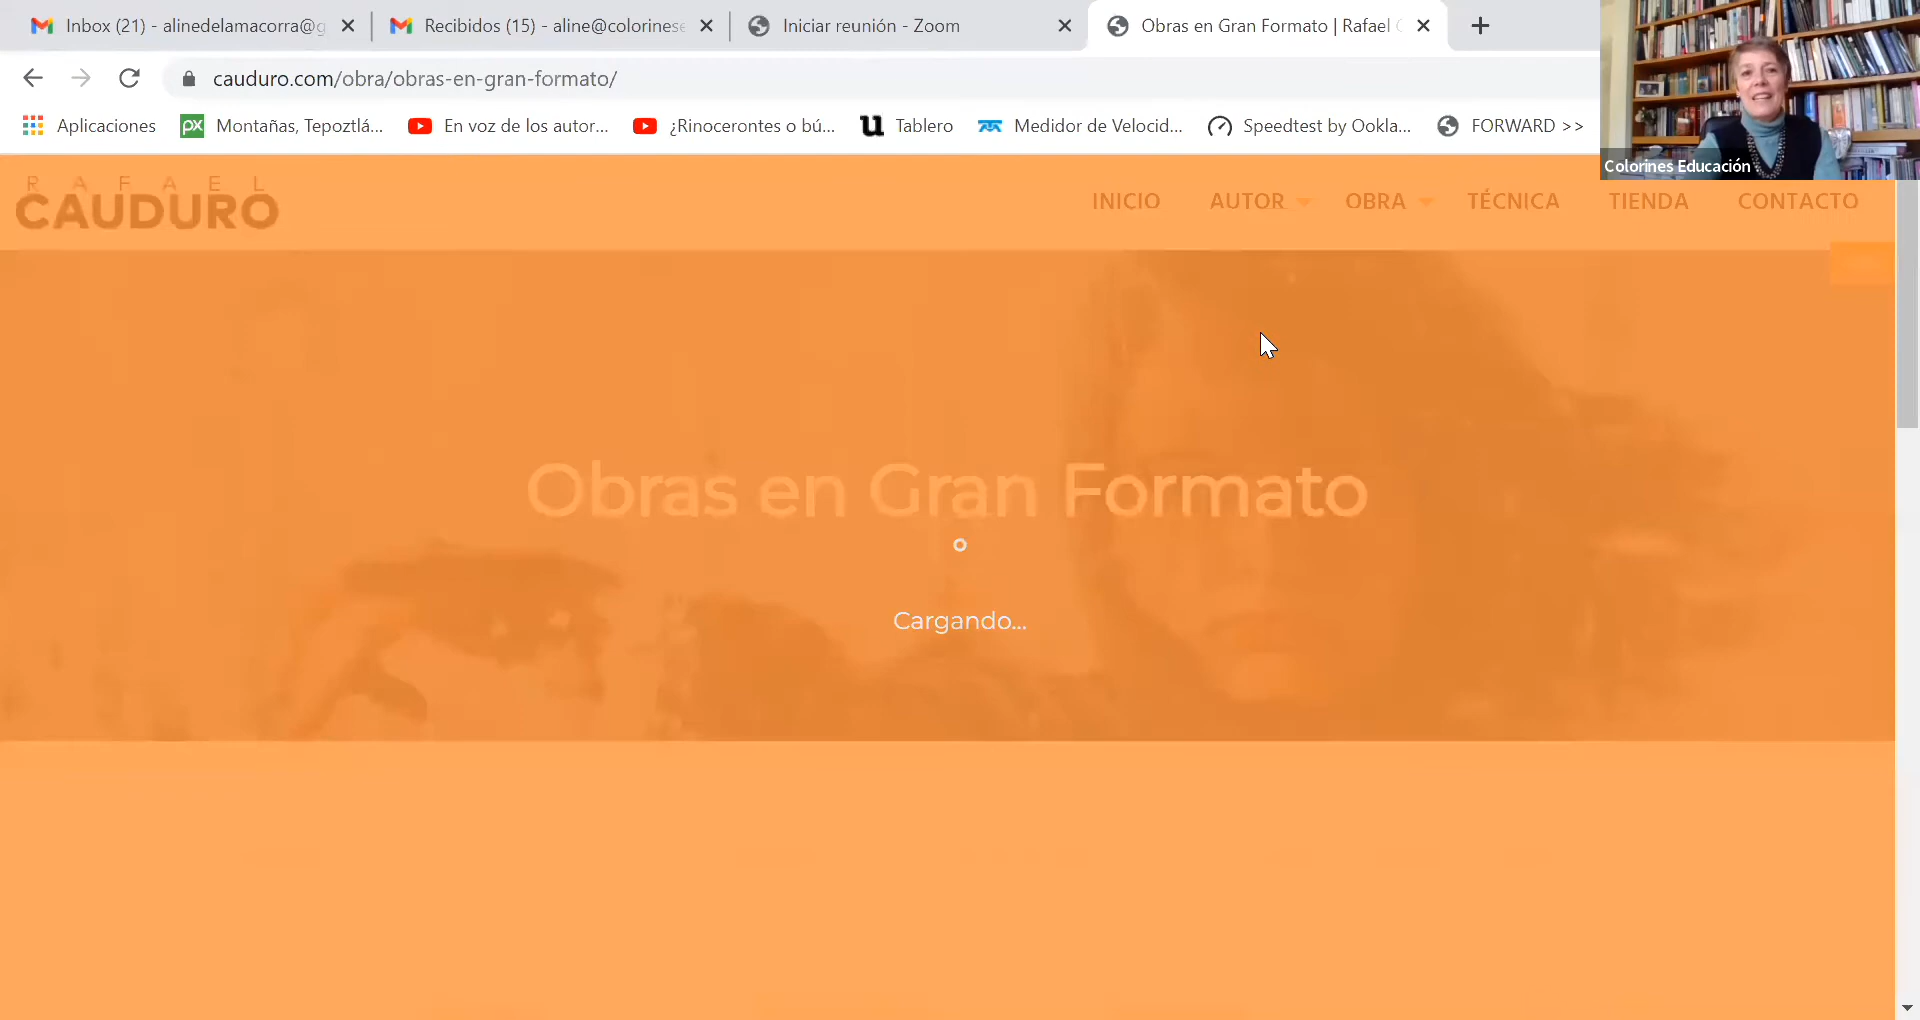 Inbox (21) - alinedelamacorra@g
Recibidos (15) - aline@colorinese
Iniciar reunión - Zoom
Obras en Gran Formato | Rafael C
cauduro.com/obra/obras-en-gran-formato/
Aplicaciones
px
Montañas, Tepoztlá...
En voz de los autor...
¿Rinocerontes o bú...
u
Tablero
Medidor de Velocid...
Speedtest by Ookla...
FORWARD >>
Colorines Educación
RAFAEL
CAUDURO
INICIO
AUTOR
OBRA
TÉCNICA
TIENDA
CONTACTO
Obras en Gran Formato
Cargando...